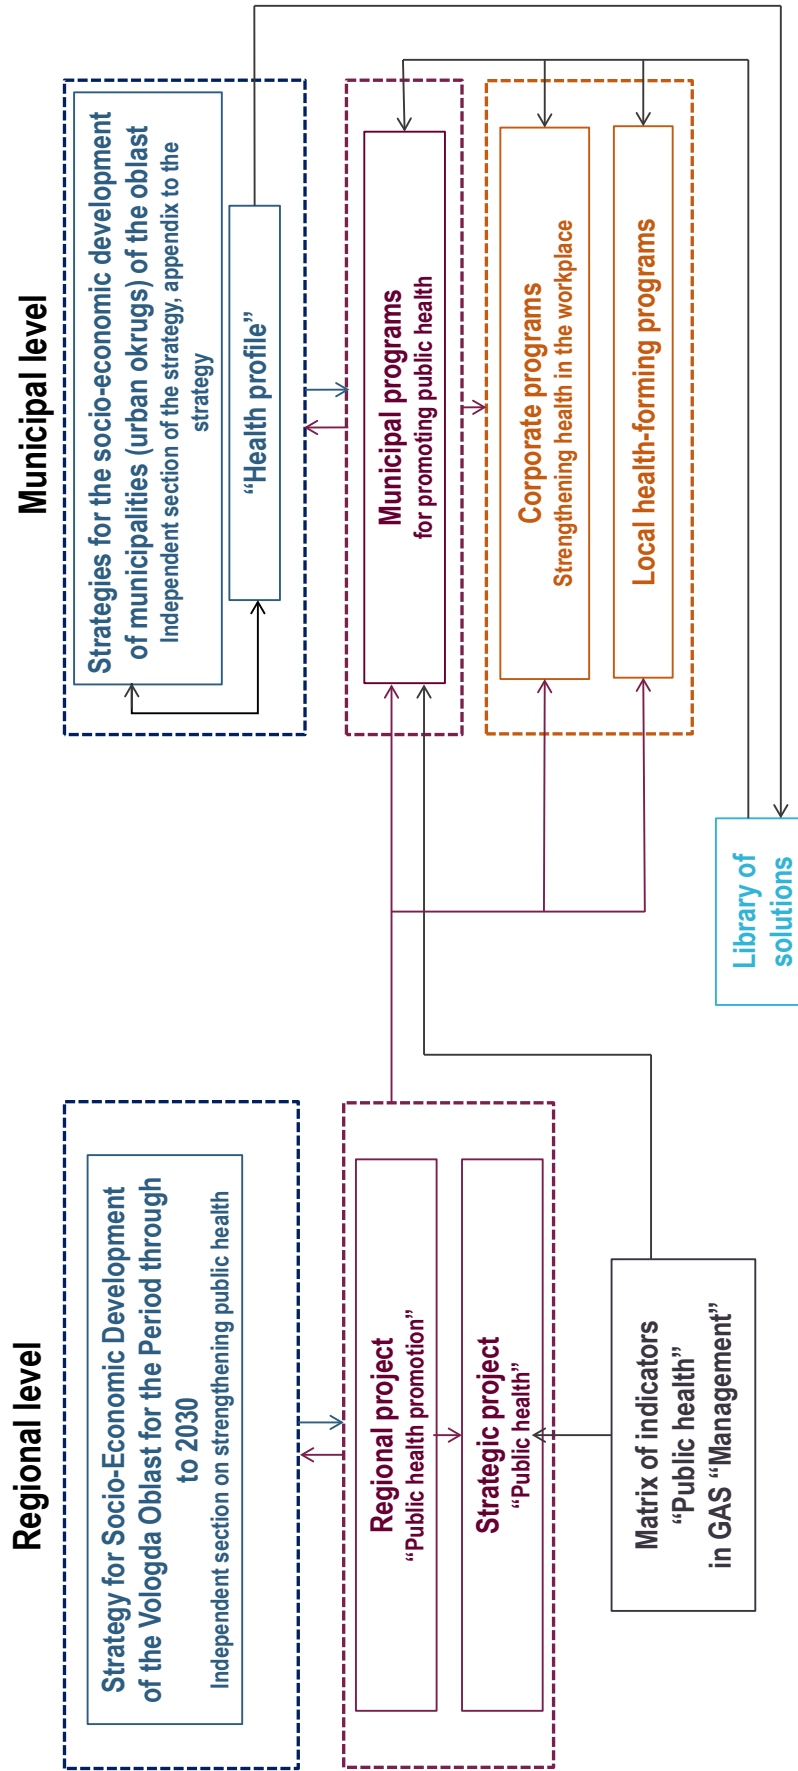 Regional level
Strategy for Socio-Economic Development
of the Vologda Oblast for the Period through
to 2030
Independent section on strengthening public health
Regional project
“Public health promotion”
Strategic project
“Public health”
Matrix of indicators
“Public health”
in GAS “Management”
Municipal level
Strategies for the socio-economic development
of municipalities (urban okrugs) of the oblast
Independent section of the strategy, appendix to the
strategy
“Health profile”
Municipal programs
for promoting public health
Corporate programs
Strengthening health in the workplace
Local health-forming programs
Library of
solutions